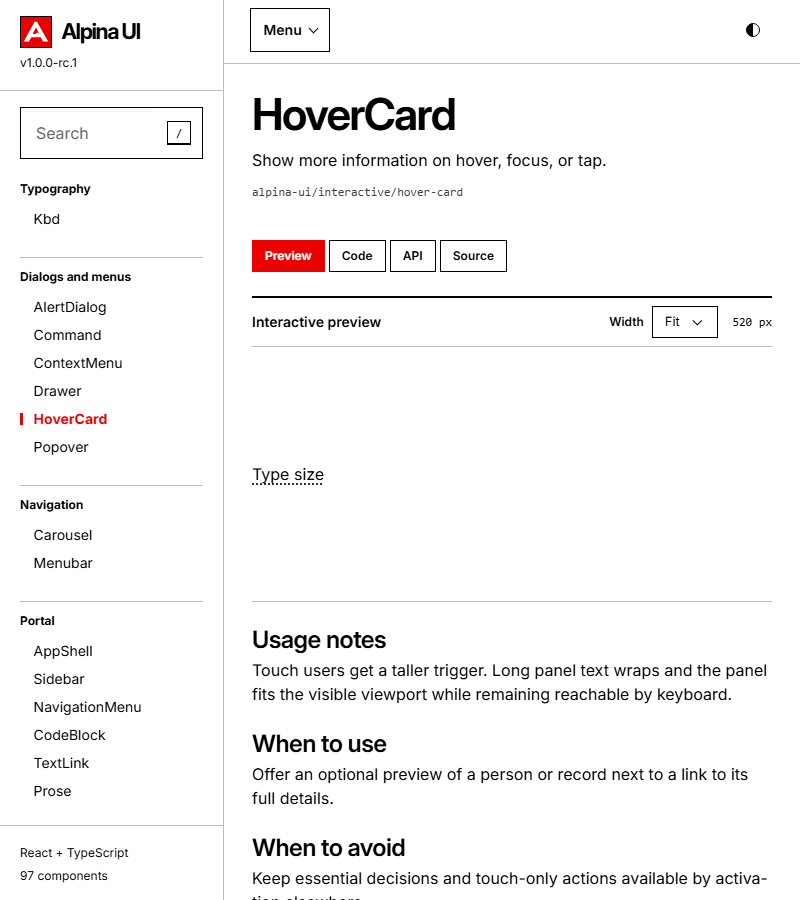 Alpina UI
v1.0.0-rc.1
Search
/
Typography
Kbd
Dialogs and menus
AlertDialog
Command
ContextMenu
Drawer
HoverCard
Popover
Navigation
Carousel
Menubar
Portal
AppShell
Sidebar
NavigationMenu
CodeBlock
TextLink
Prose
React + TypeScript
97 components
Menu
HoverCard
Show more information on hover, focus, or tap.
alpina-ui/interactive/hover-card
Preview
Code
API
Source
Interactive preview
Width
Fit
520 px
Type size
Usage notes
Touch users get a taller trigger. Long panel text wraps and the panel
fits the visible viewport while remaining reachable by keyboard.
When to use
Offer an optional preview of a person or record next to a link to its
full details.
When to avoid
Keep essential decisions and touch-only actions available by activa-